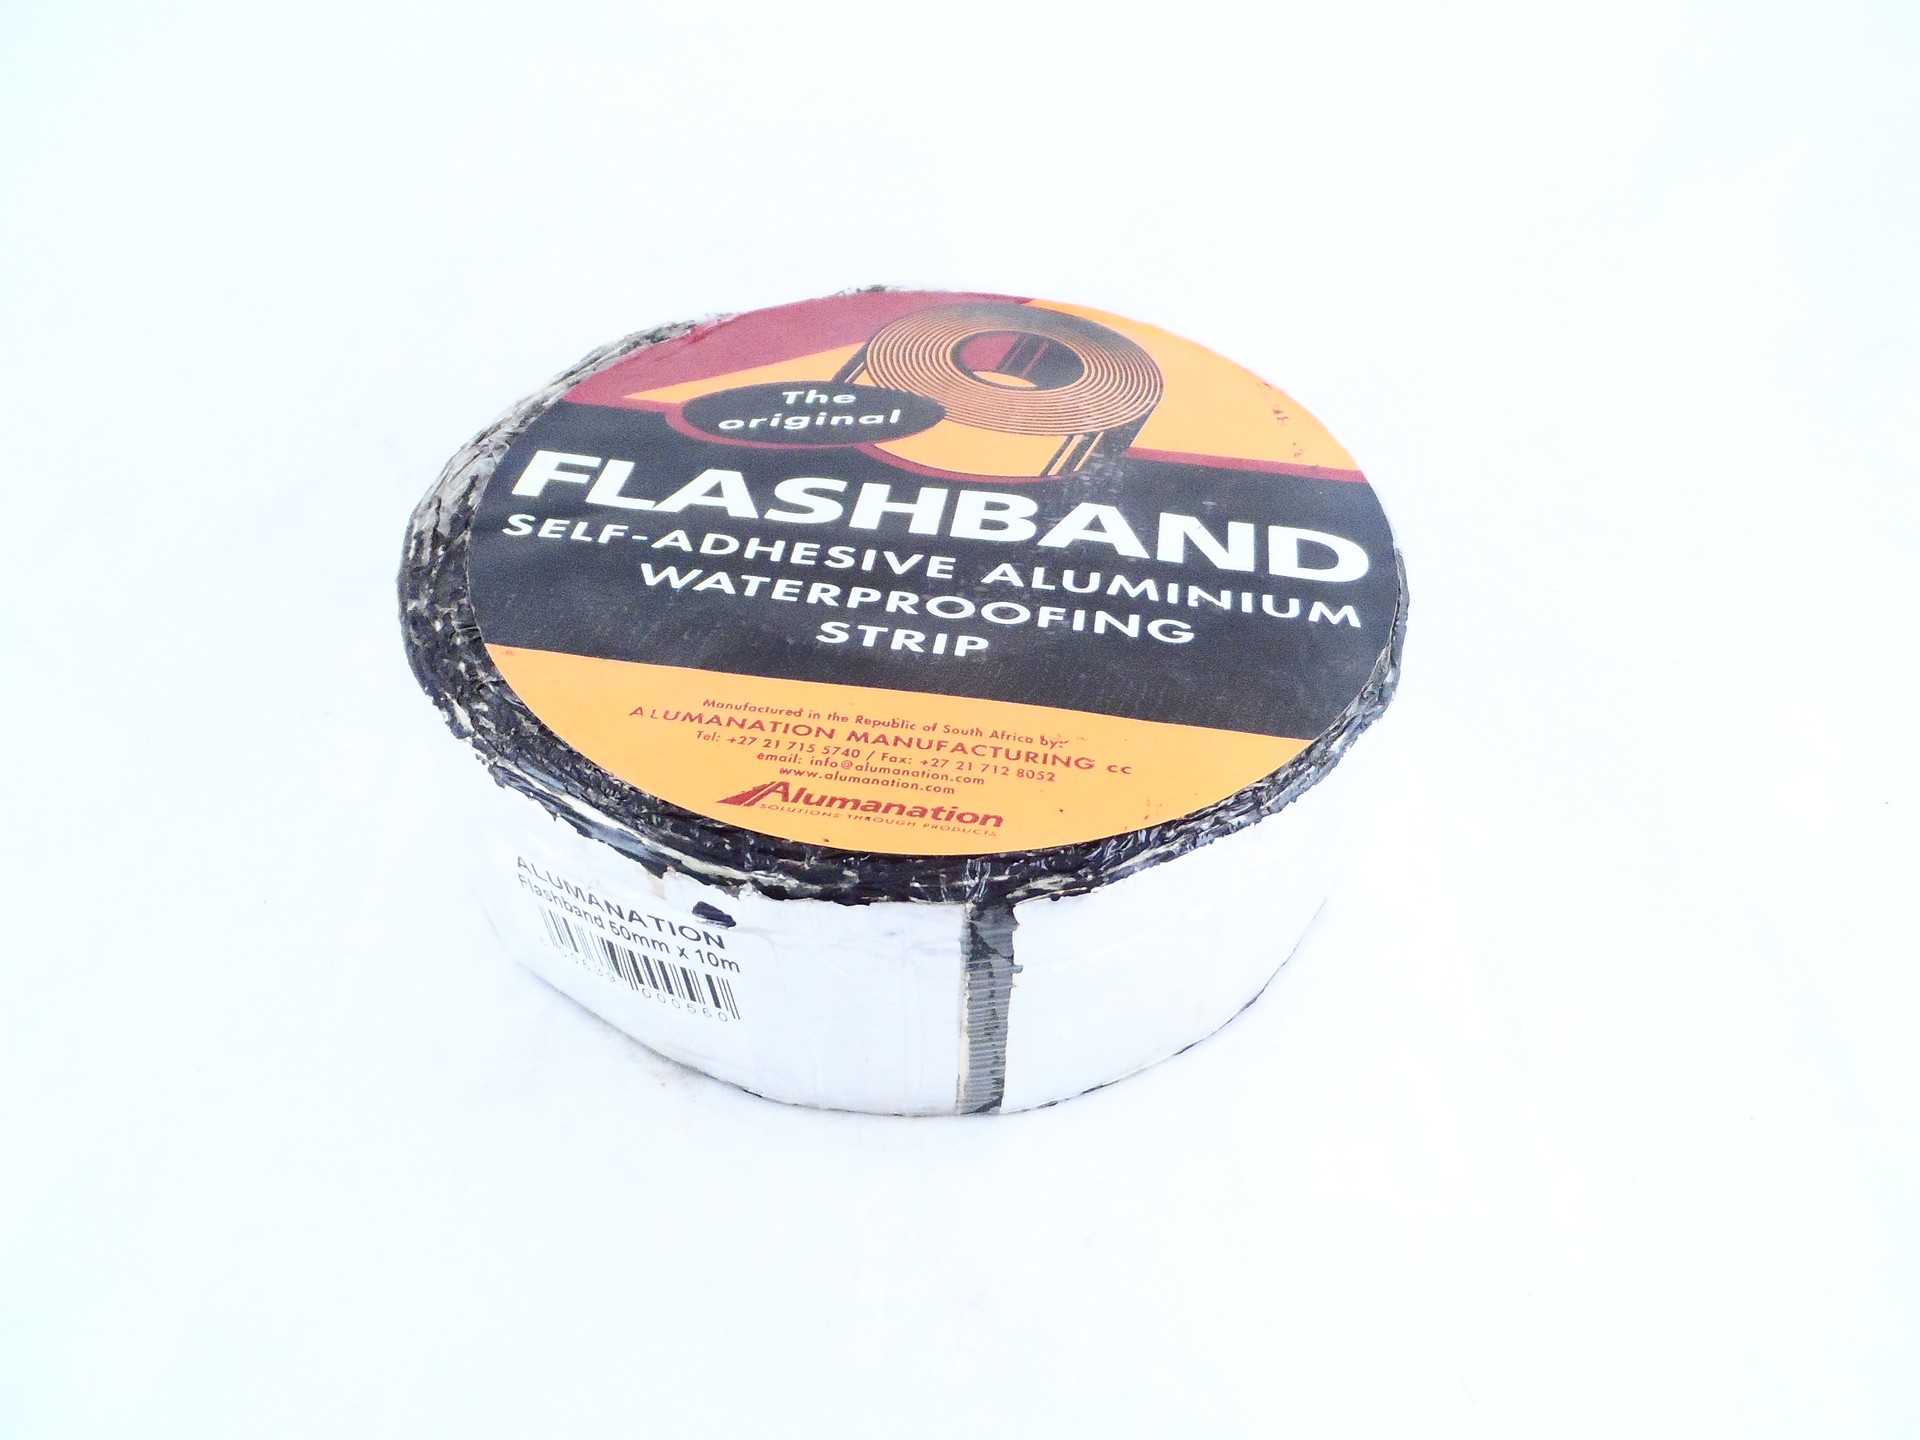 The
original
FLASHBAND
SELF-ADHESIVE ALUMINIUM
WATERPROOFING
STRIP
Manufactured in the Republic of South Africa by:
ALUMANATION MANUFACTURING cc
Tel: +27 21 715 5740 / Fax: +27 21 712 8052
email: info@alumanation.com
www.alumanation.com
Alumanation
SOLUTIONS THROUGH PRODUCTS
ALUMANATION
Flashband 60mm x 10m
000560